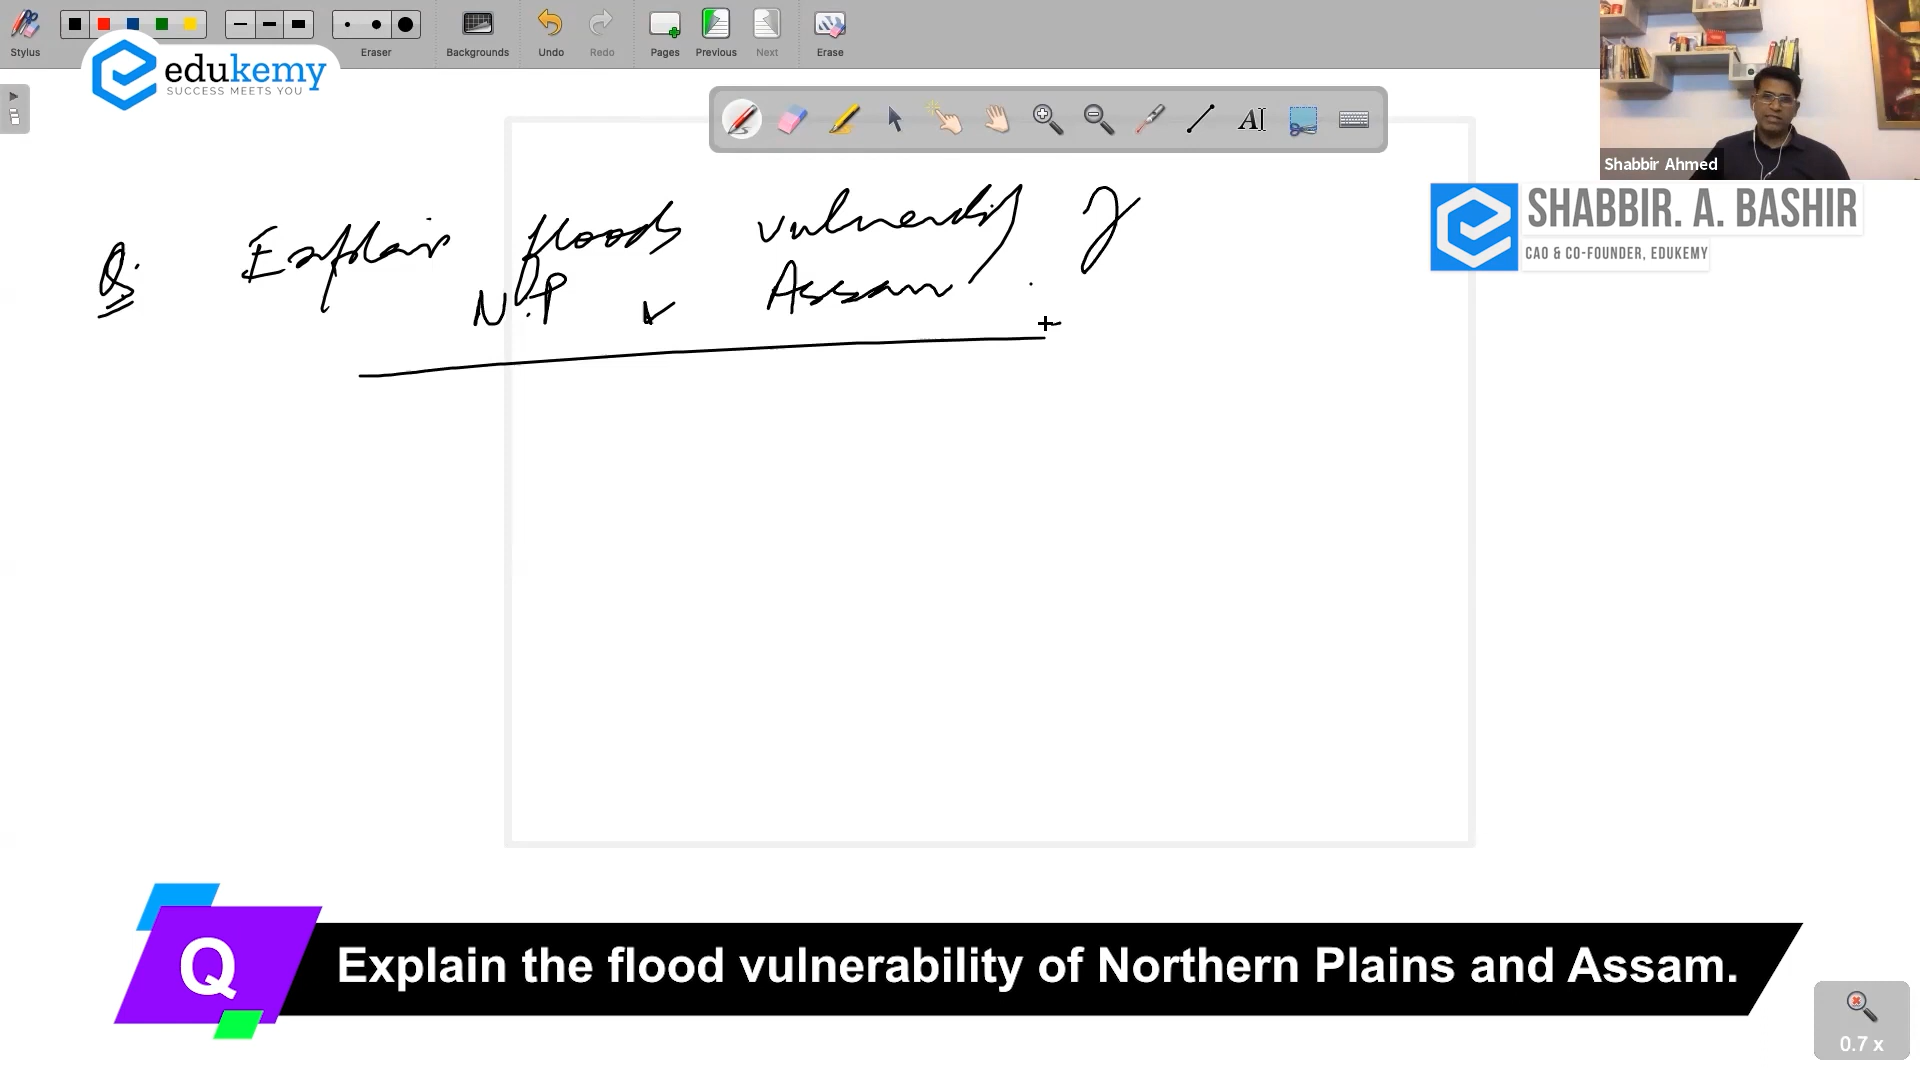 Stylus
Eraser
Backgrounds
Undo
Redo
Pages
Previous
Next
Erase
edukemy
SUCCESS MEETS YOU
Shabbir Ahmed
SHABBIR. A. BASHIR
CAO & CO-FOUNDER, EDUKEMY
Q. Explain floods vulnerability of
N.P & Assam.
Q Explain the flood vulnerability of Northern Plains and Assam.
0.7 x